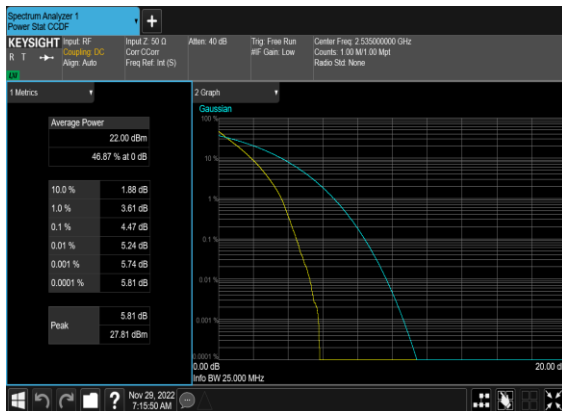 Spectrum Analyzer 1
Power Stat CCDF
KEYSIGHT
R T
LXI
Input: RF
Coupling: DC
Align: Auto
Input Z: 50 Ω
Corr CCorr
Freq Ref: Int (S)
Atten: 40 dB
Trig: Free Run
#IF Gain: Low
Center Freq: 2.535000000 GHz
Counts: 1.00 M/1.00 Mpt
Radio Std: None
1 Metrics
Average Power
22.00 dBm
46.87 % at 0 dB
10.0 % 1.88 dB
1.0 % 3.61 dB
0.1 % 4.47 dB
0.01 % 5.24 dB
0.001 % 5.74 dB
0.0001 % 5.81 dB
Peak 5.81 dB
27.81 dBm
2 Graph
Gaussian
100 %
10 %
1 %
0.1 %
0.01 %
0.001 %
0.0001 %
0.00 dB 20.00 d
Info BW 25.000 MHz
?
Nov 29, 2022
7:15:50 AM